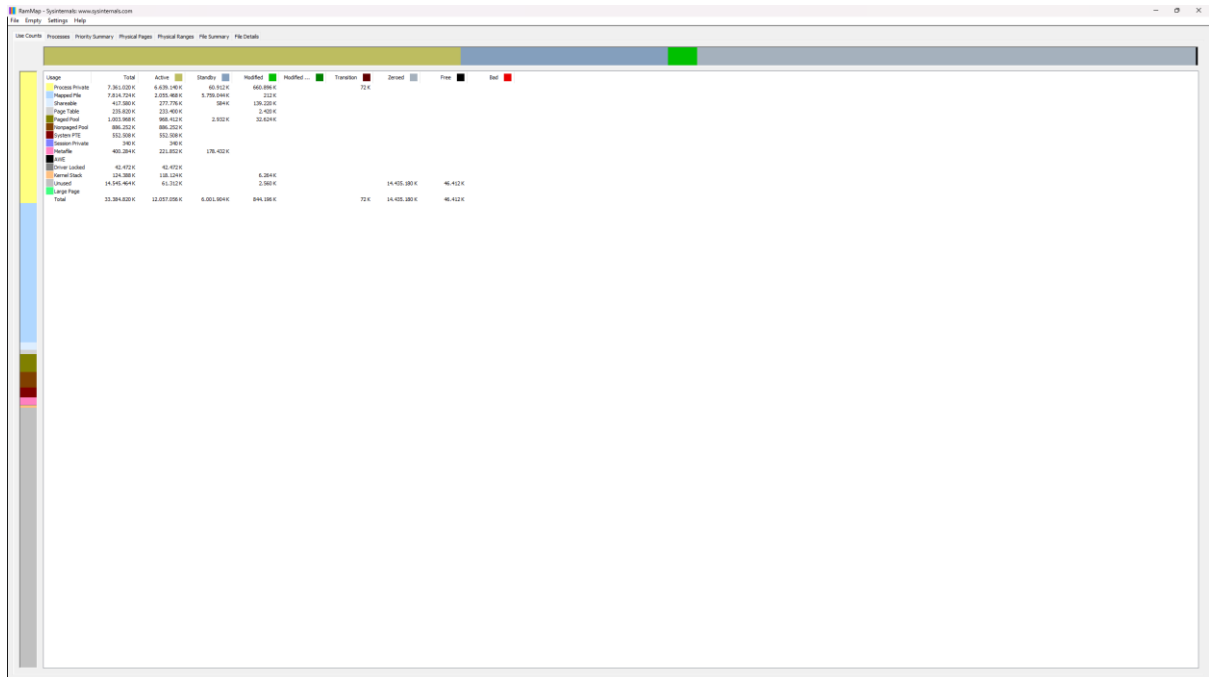 RamMap - Sysinternals: www.sysinternals.com
File Empty Settings Help
Use Counts Processes Priority Summary Physical Pages Physical Ranges File Summary File Details
Usage Total Active Standby Modified Modified ... Transition Zeroed Free Bad
Process Private 7.361.020 K 6.639.140 K 60.912 K 660.896 K 72 K
Mapped File 7.814.724 K 2.055.468 K 5.759.044 K 212 K
Shareable 417.580 K 277.776 K 584 K 139.220 K
Page Table 235.820 K 233.400 K 2.420 K
Paged Pool 1.003.968 K 968.412 K 2.932 K 32.624 K
Nonpaged Pool 886.252 K 886.252 K
System PTE 552.508 K 552.508 K
Session Private 340 K 340 K
Metafile 400.284 K 221.852 K 178.432 K
AWE
Driver Locked 42.472 K 42.472 K
Kernel Stack 124.388 K 118.124 K 6.264 K
Unused 14.545.464 K 61.312 K 2.560 K 14.435.180 K 46.412 K
Large Page
Total 33.384.820 K 12.057.056 K 6.001.904 K 844.196 K 72 K 14.435.180 K 46.412 K